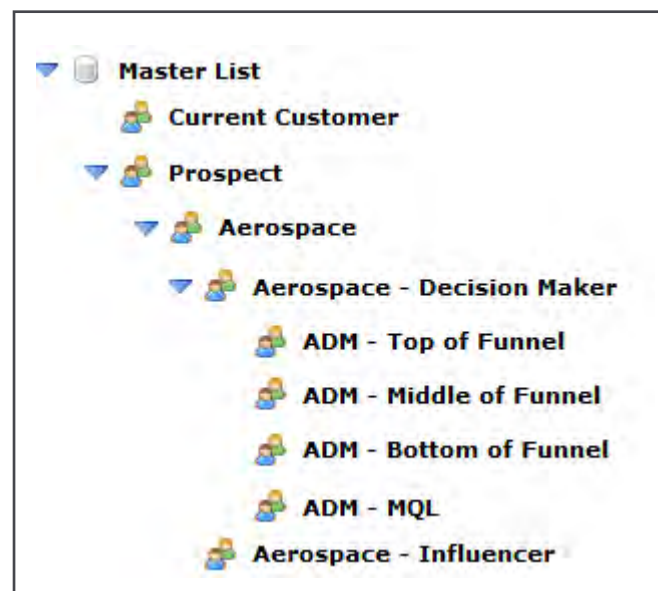 Master List
Current Customer
Prospect
Aerospace
Aerospace - Decision Maker
ADM - Top of Funnel
ADM - Middle of Funnel
ADM - Bottom of Funnel
ADM - MQL
Aerospace - Influencer